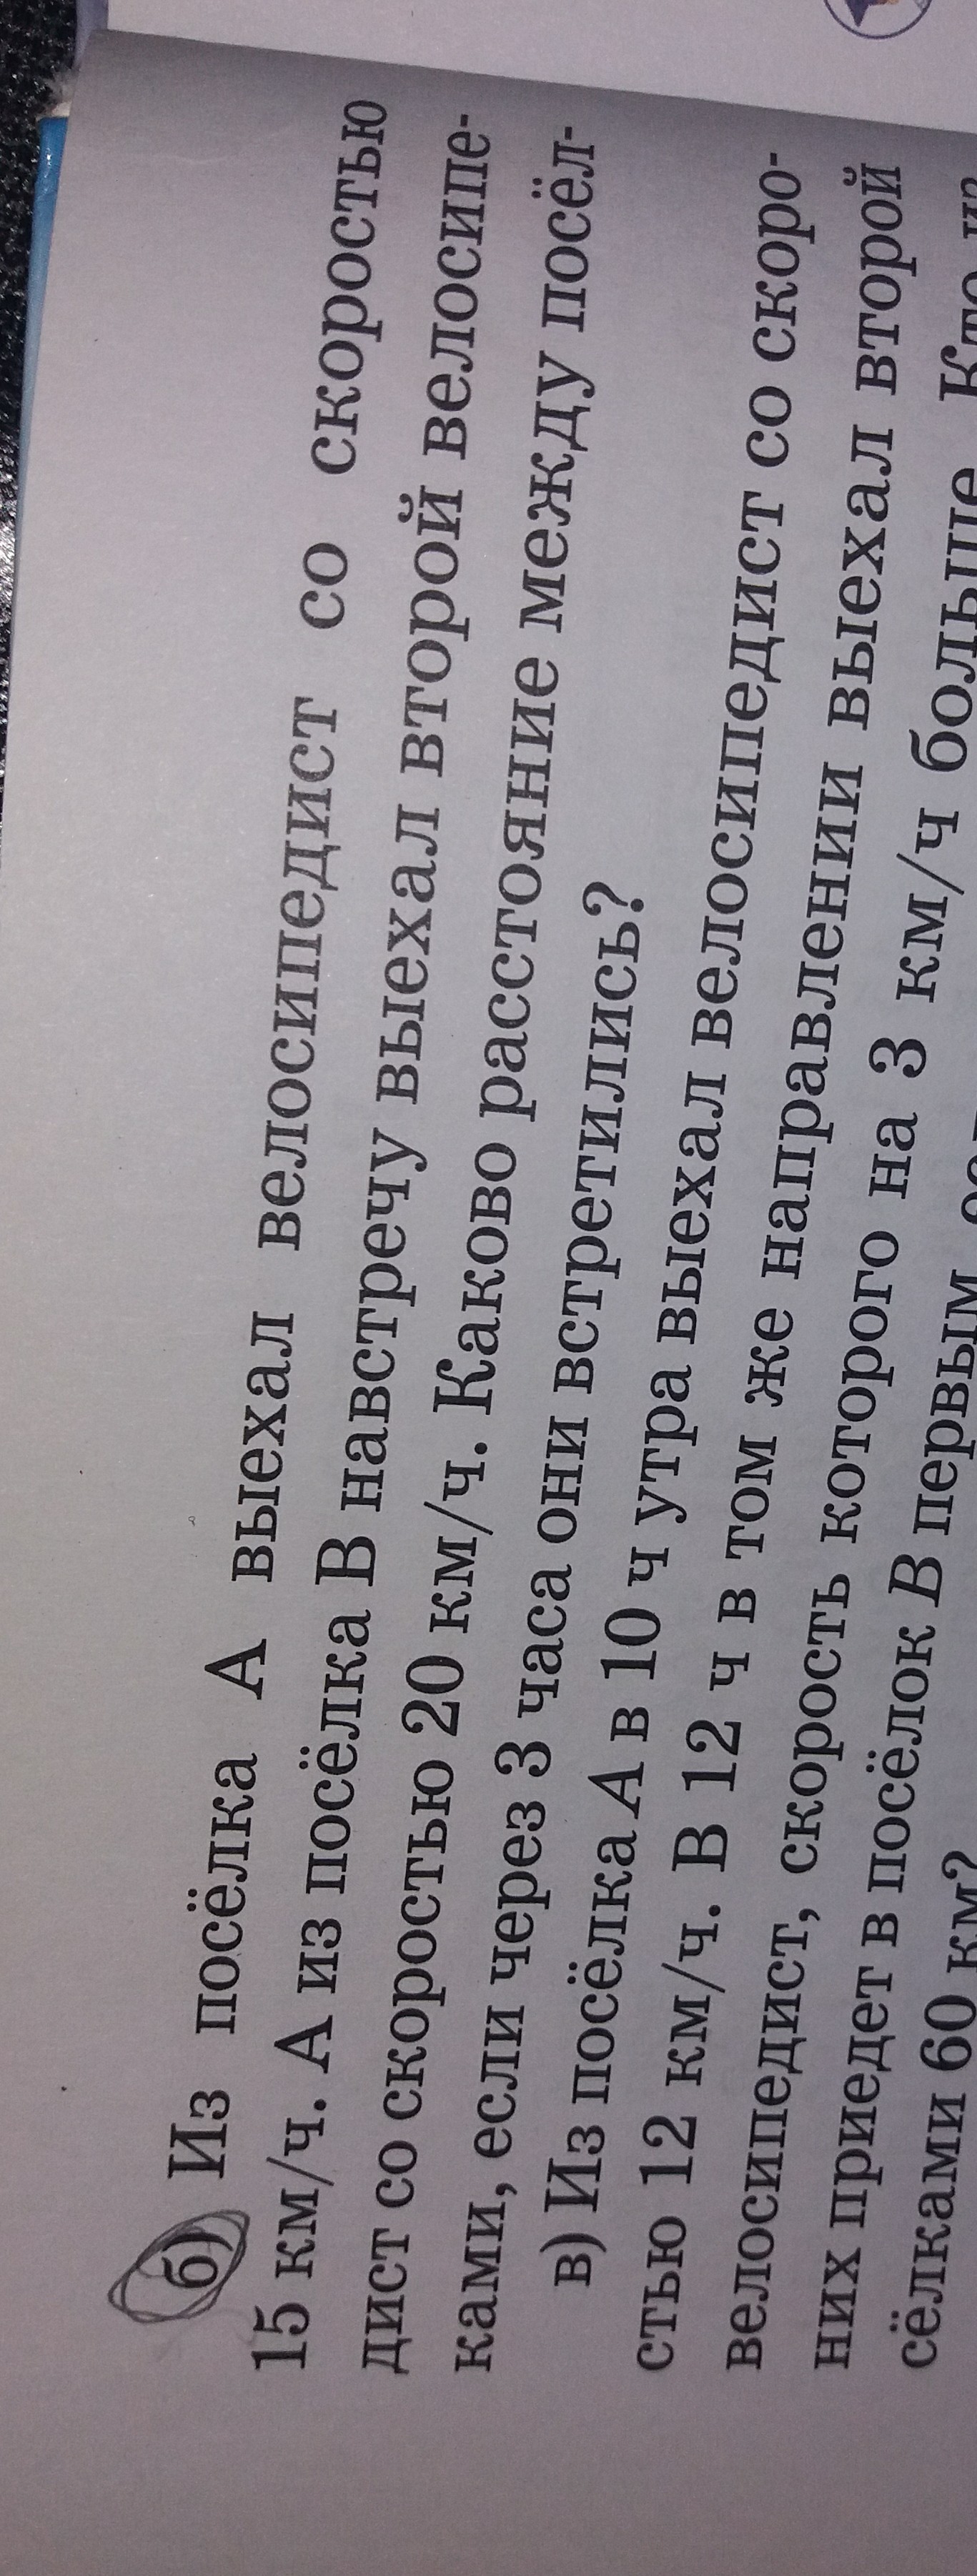 б) Из посёлка А выехал велосипедист со скоростью
15 км/ч. А из посёлка В навстречу выехал второй велосипе-
дист со скоростью 20 км/ч. Каково расстояние между посёл-
ками, если через 3 часа они встретились?
в) Из посёлка A в 10 ч утра выехал велосипедист со скоро-
стью 12 км/ч. В 12 ч в том же направлении выехал второй
велосипедист, скорость которого на 3 км/ч больше. Кто из
них приедет в посёлок B первым,
сёлками 60 км?